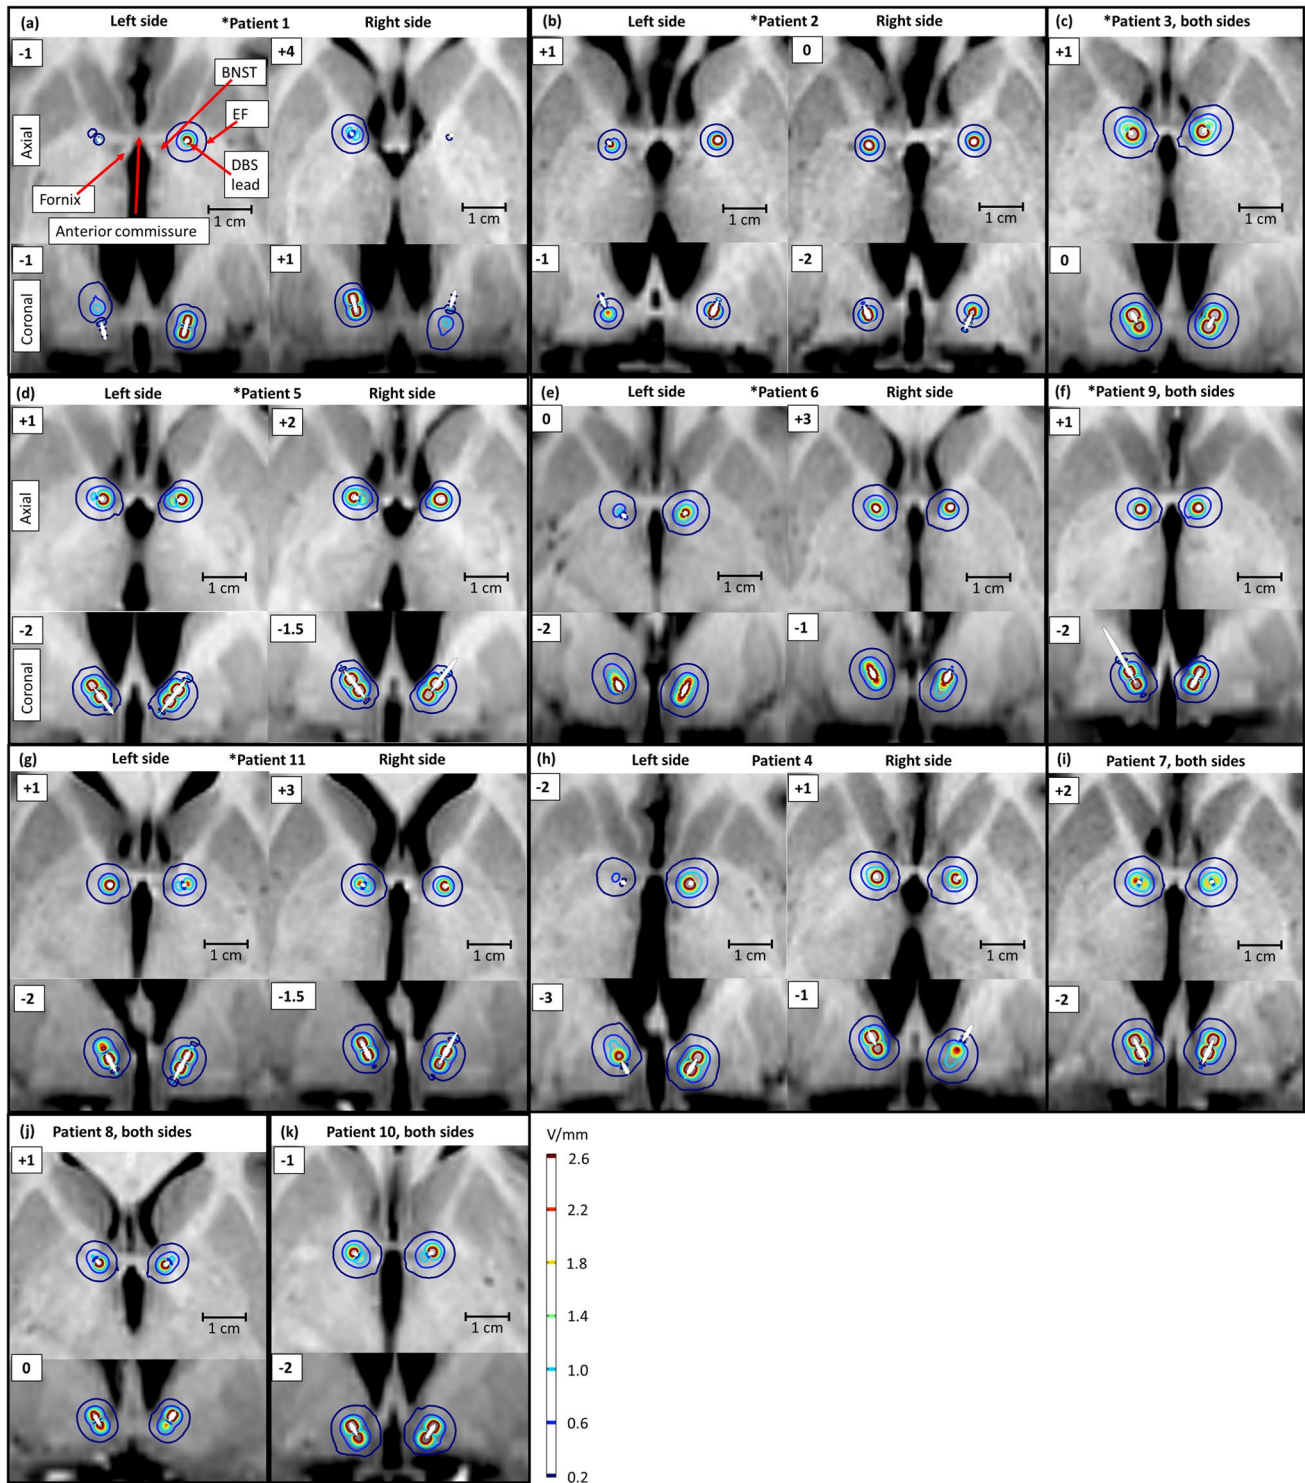 (a) Left side *Patient 1 Right side
-1
+4
BNST
EF
Axial
DBS
lead
Fornix
Anterior commissure
1 cm
1 cm
-1
+1
Coronal
(b) Left side *Patient 2 Right side
+1
0
1 cm
1 cm
-1
-2
(c) *Patient 3, both sides
+1
1 cm
0
(d) Left side *Patient 5 Right side
+1
+2
Axial
1 cm
1 cm
-2
-1.5
Coronal
(e) Left side *Patient 6 Right side
0
+3
1 cm
1 cm
-2
-1
(f) *Patient 9, both sides
+1
1 cm
-2
(g) Left side *Patient 11 Right side
+1
+3
1 cm
1 cm
-2
-1.5
(h) Left side Patient 4 Right side
-2
+1
1 cm
1 cm
-3
-1
(i) Patient 7, both sides
+2
1 cm
-2
(j) Patient 8, both sides
+1
1 cm
0
(k) Patient 10, both sides
-1
1 cm
-2
V/mm
2.6
2.2
1.8
1.4
1.0
0.6
0.2